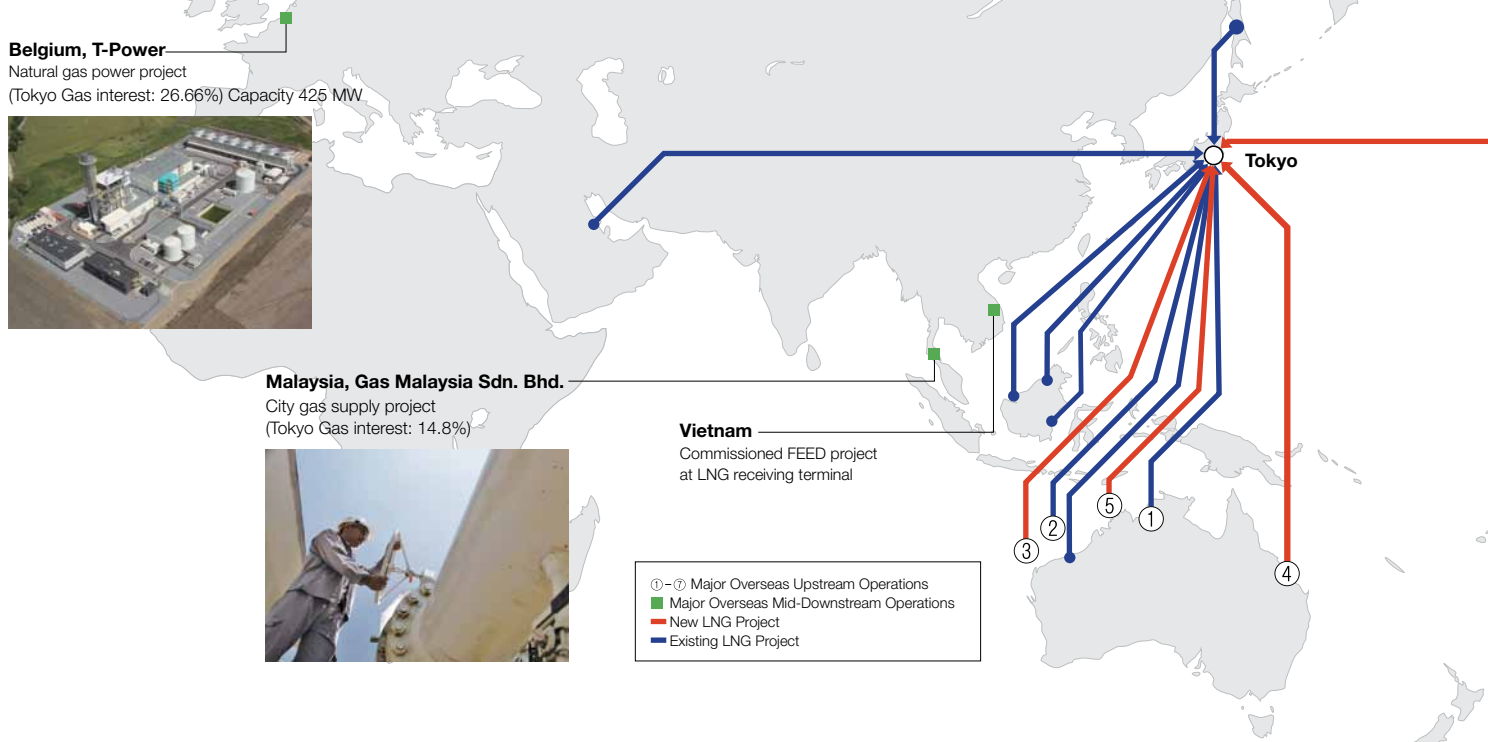 Belgium, T-Power
Natural gas power project
(Tokyo Gas interest: 26.66%) Capacity 425 MW
Tokyo
Malaysia, Gas Malaysia Sdn. Bhd.
City gas supply project
(Tokyo Gas interest: 14.8%)
Vietnam
Commissioned FEED project
at LNG receiving terminal
③
②
⑤
①
④
①–⑦ Major Overseas Upstream Operations
Major Overseas Mid-Downstream Operations
New LNG Project
Existing LNG Project